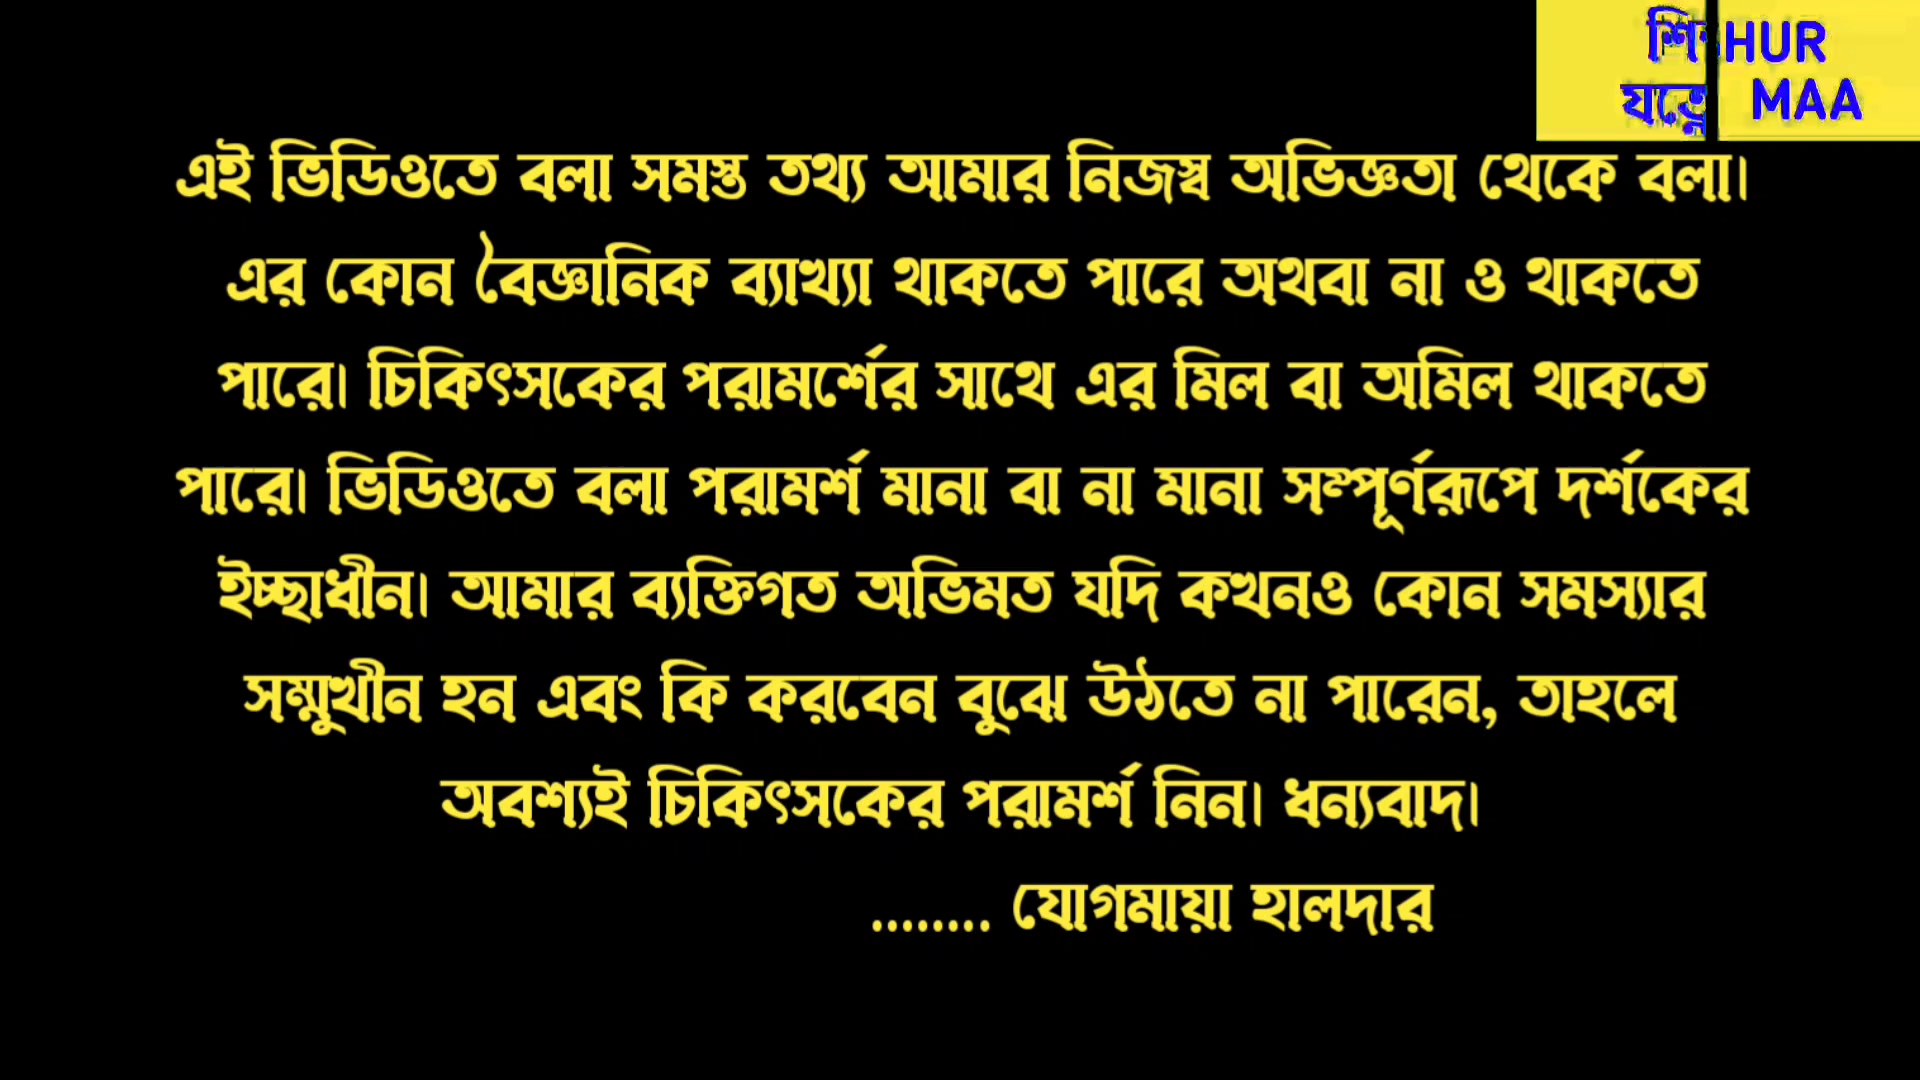 HUR
MAA
এই ভিডিওতে বলা সমস্ত তথ্য আমার নিজস্ব অভিজ্ঞতা থেকে বলা।
এর কোন বৈজ্ঞানিক ব্যাখ্যা থাকতে পারে অথবা না ও থাকতে
পারে। চিকিৎসকের পরামর্শের সাথে এর মিল বা অমিল থাকতে
পারে। ভিডিওতে বলা পরামর্শ মানা বা না মানা সম্পূর্ণরূপে দর্শকের
ইচ্ছাধীন। আমার ব্যক্তিগত অভিমত যদি কখনও কোন সমস্যার
সম্মুখীন হন এবং কি করবেন বুঝে উঠতে না পারেন, তাহলে
অবশ্যই চিকিৎসকের পরামর্শ নিন। ধন্যবাদ।
........ যোগমায়া হালদার